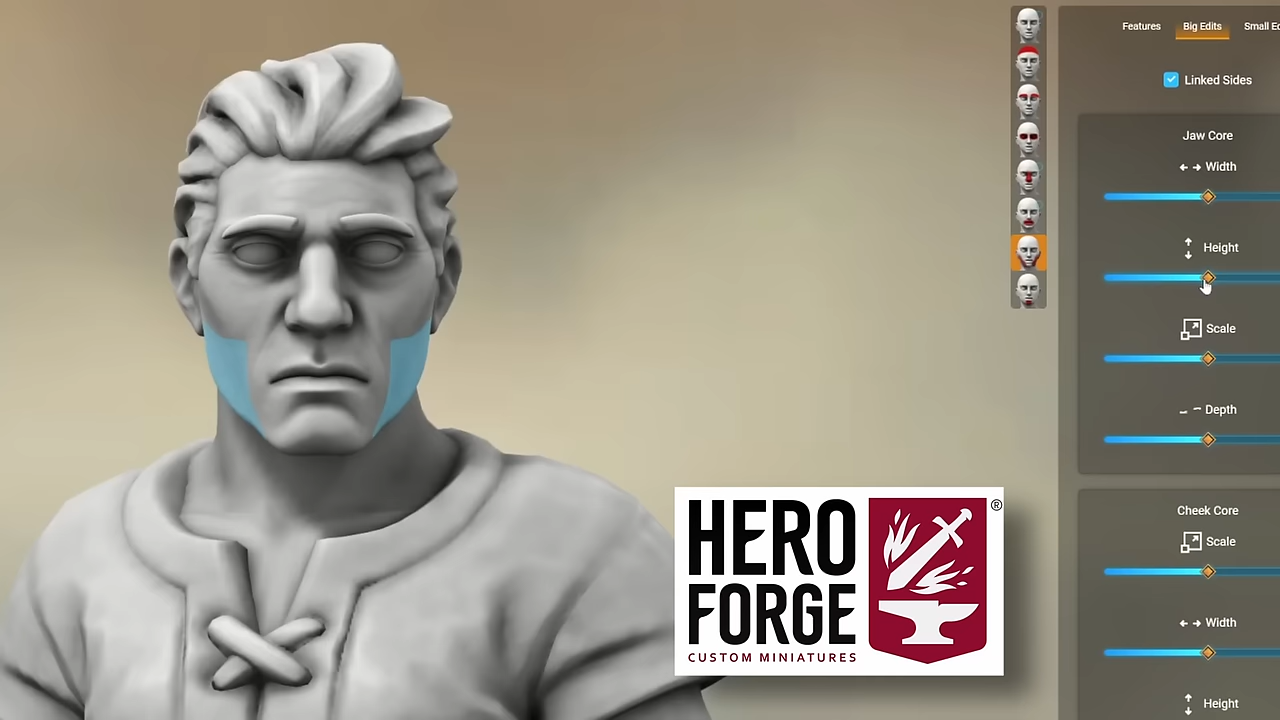 Features
Big Edits
Small Ed
Linked Sides
Jaw Core
Width
Height
Scale
Depth
Cheek Core
Scale
Width
Height
HERO
FORGE
CUSTOM MINIATURES
®